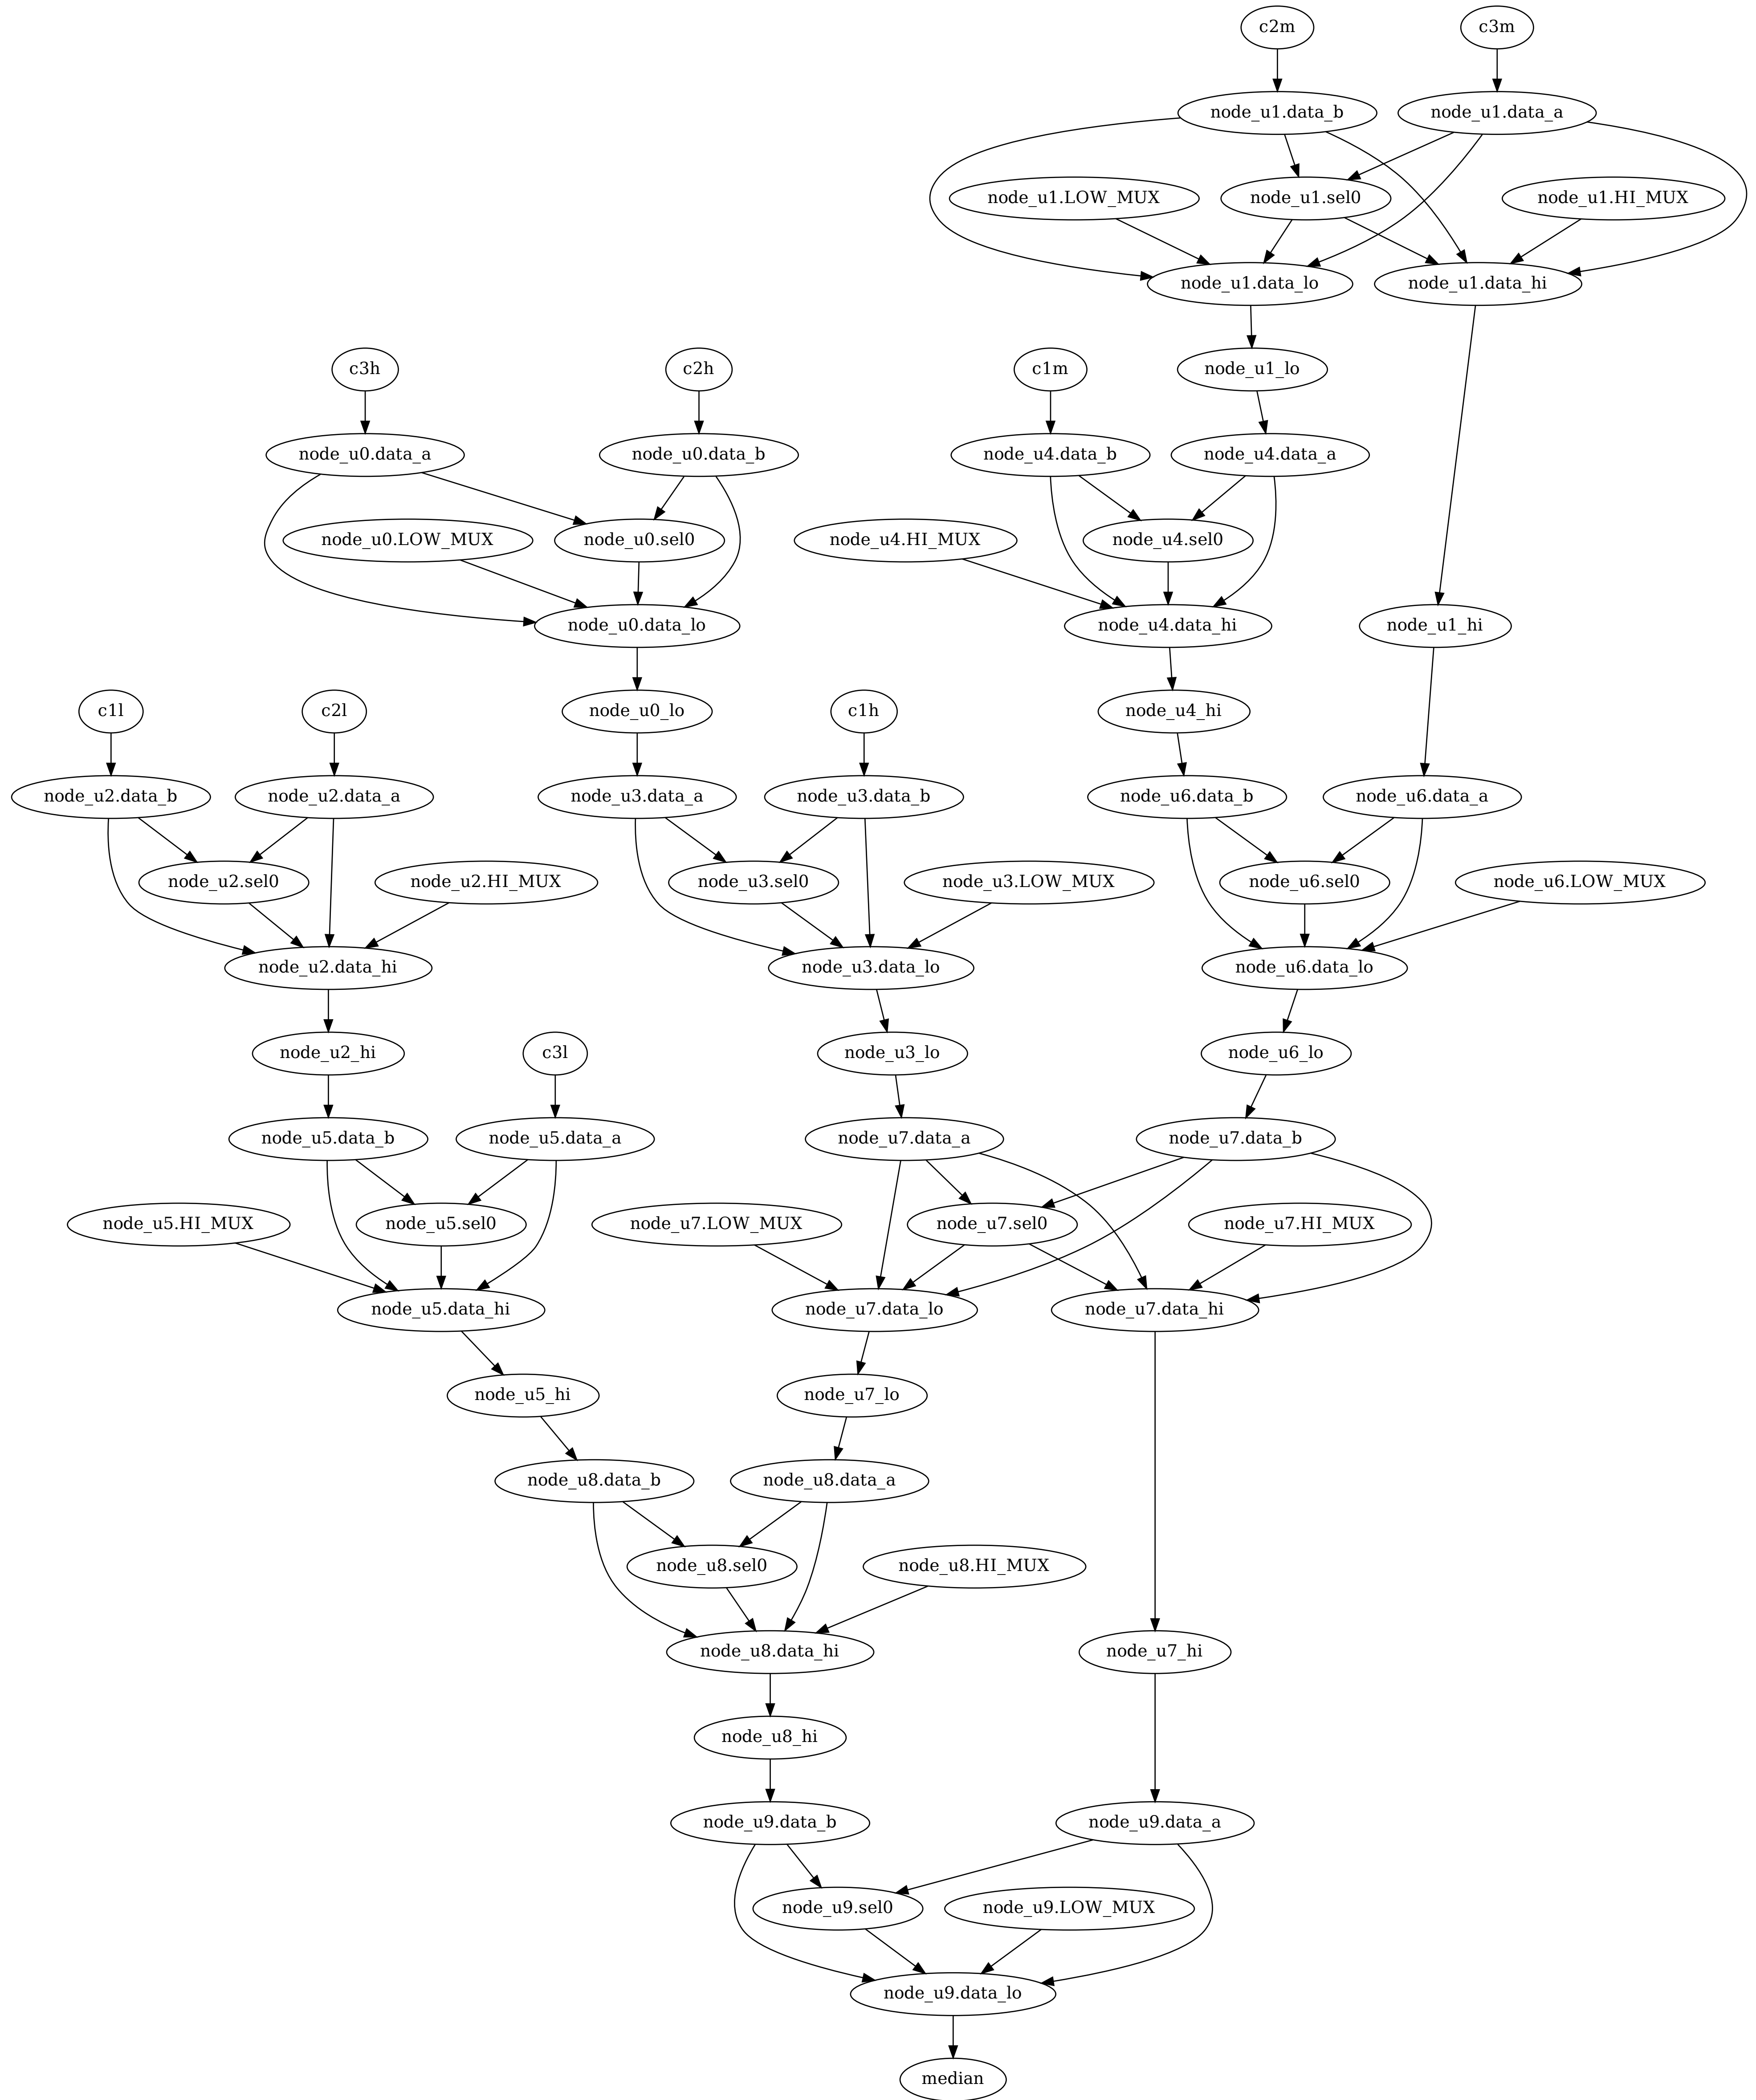 c2m
c3m
node_u1.data_b
node_u1.data_a
node_u1.LOW_MUX
node_u1.sel0
node_u1.HI_MUX
node_u1.data_lo
node_u1.data_hi
c3h
c2h
c1m
node_u1_lo
node_u0.data_a
node_u0.data_b
node_u4.data_b
node_u4.data_a
node_u0.LOW_MUX
node_u0.sel0
node_u4.HI_MUX
node_u4.sel0
node_u0.data_lo
node_u4.data_hi
node_u1_hi
c1l
c2l
node_u0_lo
c1h
node_u4_hi
node_u2.data_b
node_u2.data_a
node_u3.data_a
node_u3.data_b
node_u6.data_b
node_u6.data_a
node_u2.sel0
node_u2.HI_MUX
node_u3.sel0
node_u3.LOW_MUX
node_u6.sel0
node_u6.LOW_MUX
node_u2.data_hi
node_u3.data_lo
node_u6.data_lo
node_u2_hi
c3l
node_u3_lo
node_u6_lo
node_u5.data_b
node_u5.data_a
node_u7.data_a
node_u7.data_b
node_u5.HI_MUX
node_u5.sel0
node_u7.LOW_MUX
node_u7.sel0
node_u7.HI_MUX
node_u5.data_hi
node_u7.data_lo
node_u7.data_hi
node_u5_hi
node_u7_lo
node_u8.data_b
node_u8.data_a
node_u8.sel0
node_u8.HI_MUX
node_u8.data_hi
node_u7_hi
node_u8_hi
node_u9.data_b
node_u9.data_a
node_u9.sel0
node_u9.LOW_MUX
node_u9.data_lo
median